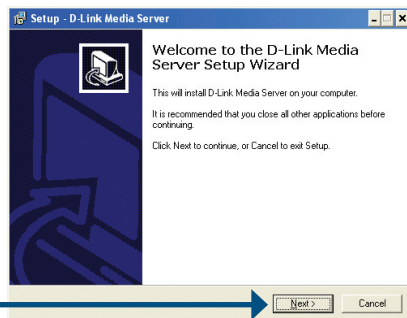 Setup - D-Link Media Server
Welcome to the D-Link Media
Server Setup Wizard
This will install D-Link Media Server on your computer.
It is recommended that you close all other applications before
continuing.
Click Next to continue, or Cancel to exit Setup.
Next >
Cancel